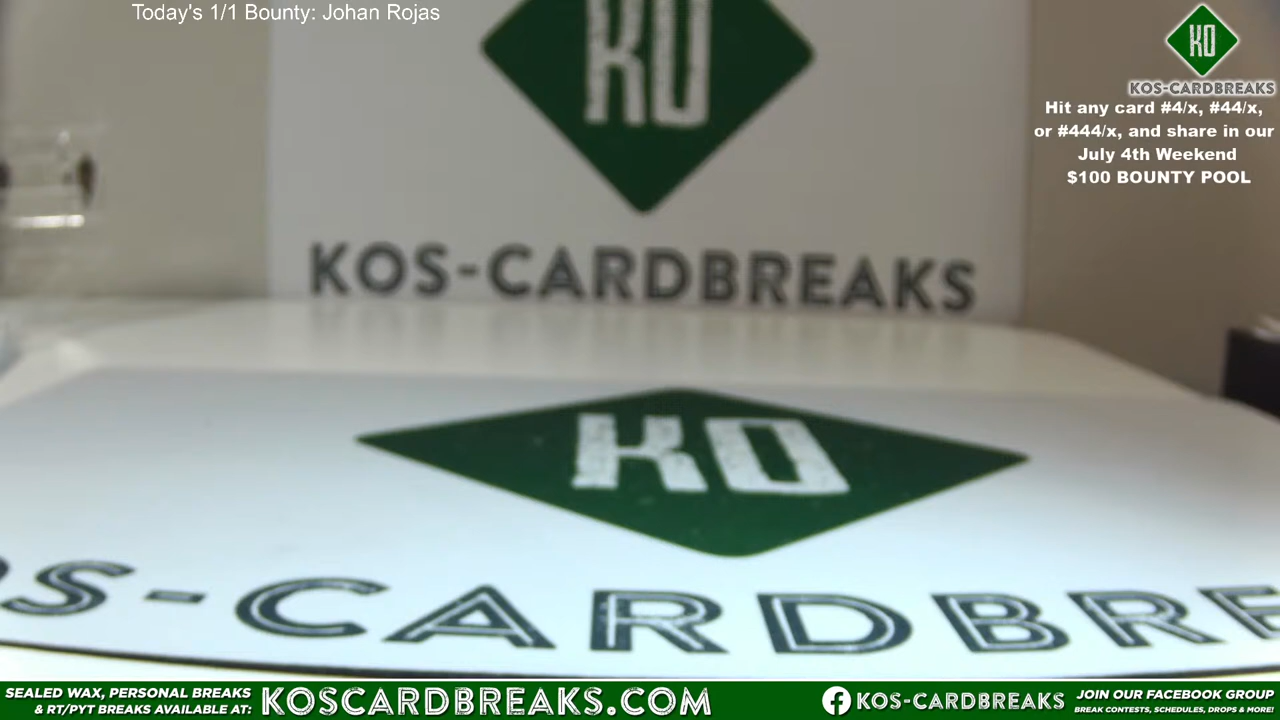 Today's 1/1 Bounty: Johan Rojas
KO
KOS-CARDBREAKS
KO
KOS-CARDBREAKS
Hit any card #4/x, #44/x,
or #444/x, and share in our
July 4th Weekend
$100 BOUNTY POOL
KO
S-CARDBRE
SEALED WAX, PERSONAL BREAKS
& RT/PYT BREAKS AVAILABLE AT:
KOSCARDBREAKS.COM
KOS-CARDBREAKS
JOIN OUR FACEBOOK GROUP
BREAK CONTESTS, SCHEDULES, DROPS & MORE!